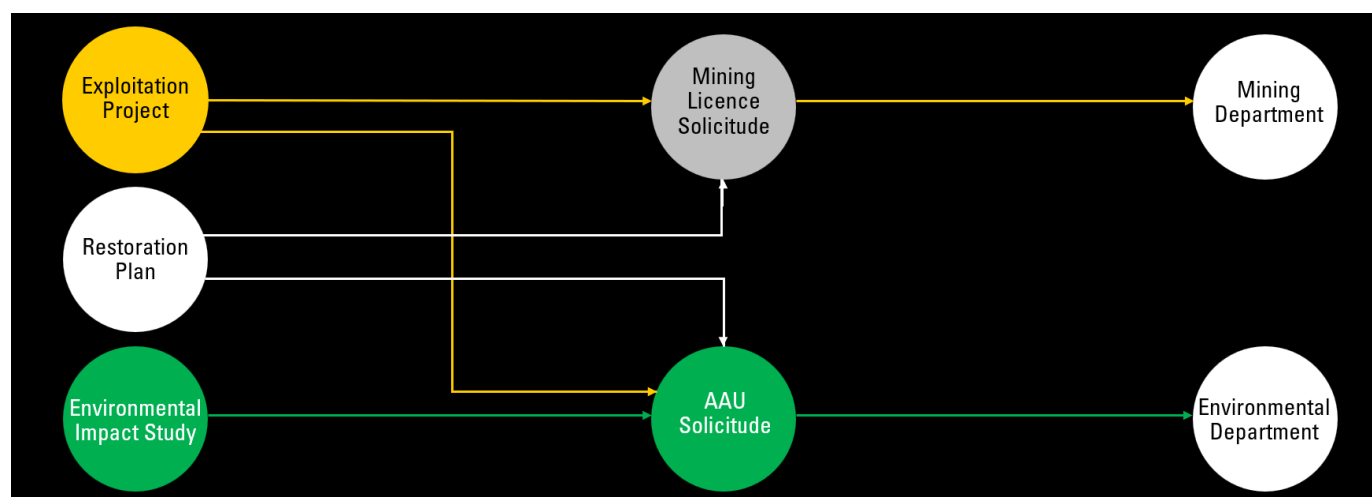 Exploitation
Project
Mining
Licence
Solicitude
Mining
Department
Restoration
Plan
Environmental
Impact Study
AAU
Solicitude
Environmental
Department